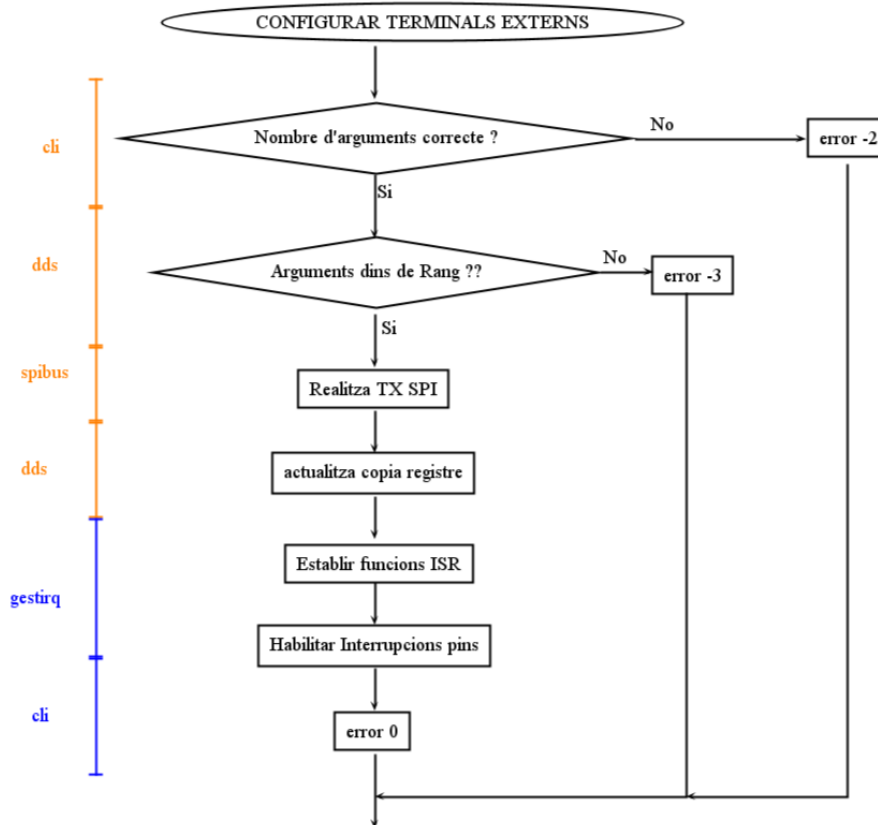 CONFIGURAR TERMINALS EXTERNS
cli
Nombre d'arguments correcte ?
No
error -2
Si
dds
Arguments dins de Rang ??
No
error -3
Si
spibus
Realitza TX SPI
dds
actualitza copia registre
Establir funcions ISR
gestirq
Habilitar Interrupcions pins
cli
error 0